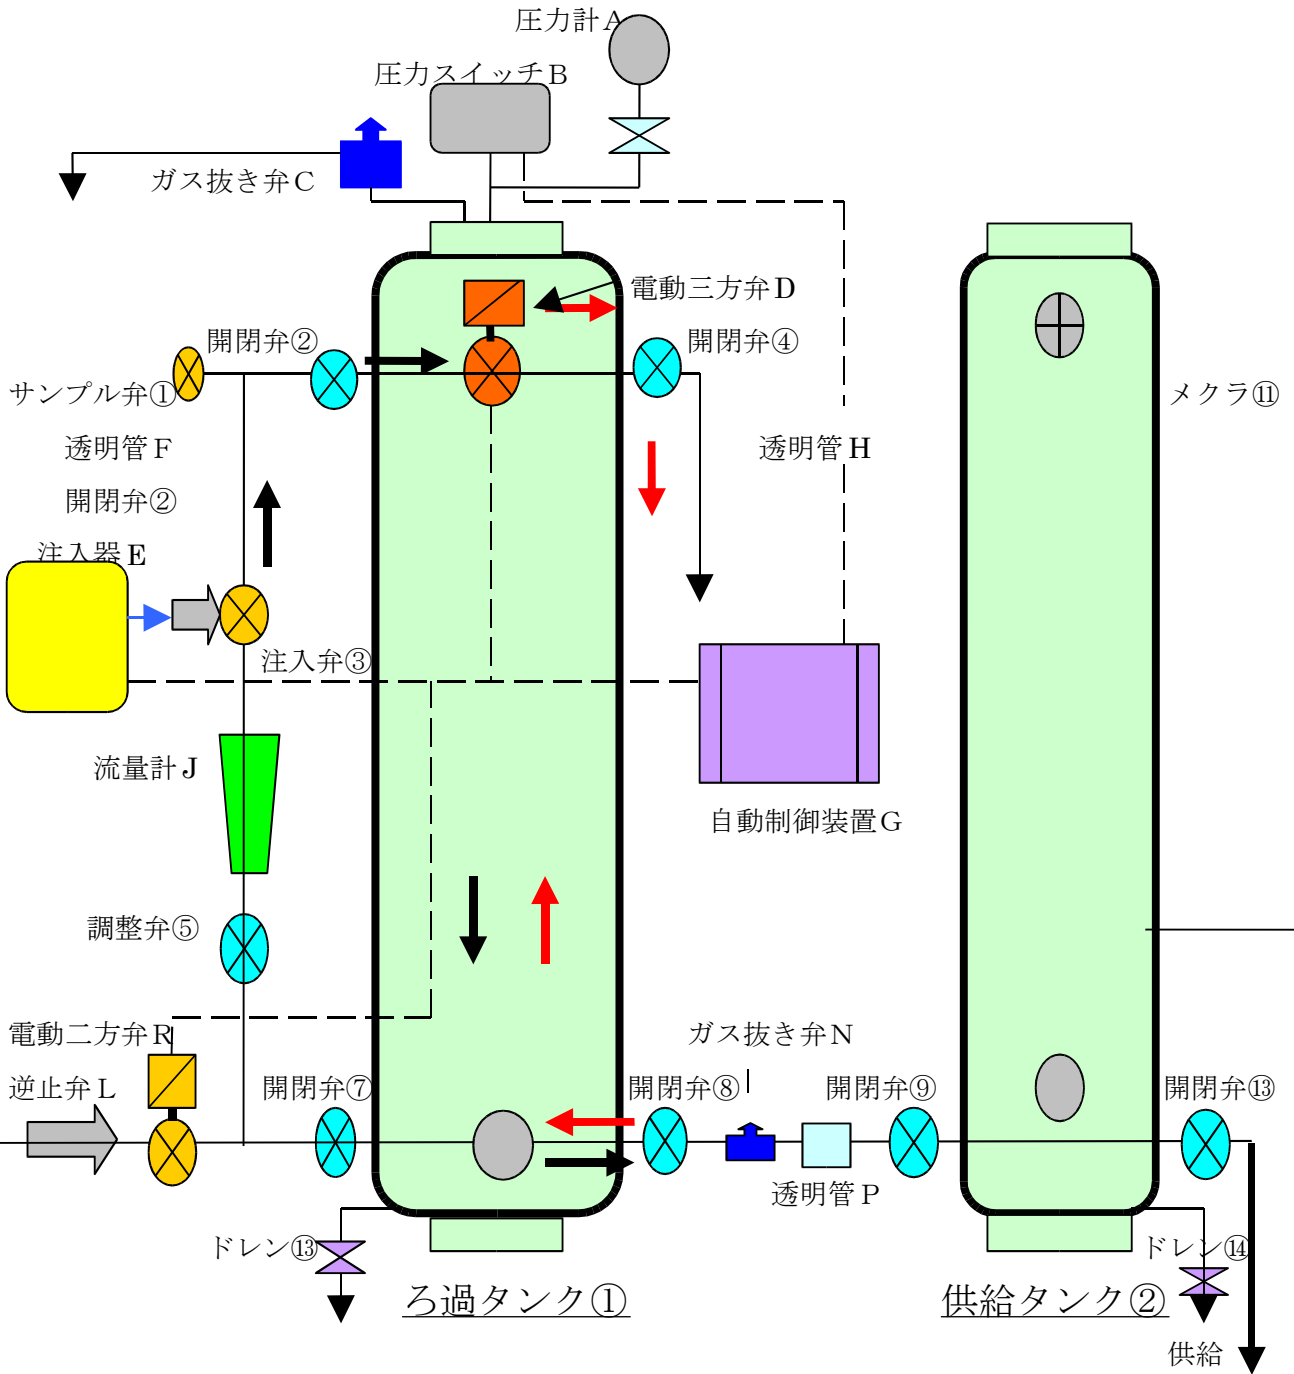 圧力計A
圧力スイッチB
ガス抜き弁C
電動三方弁D
開閉弁②
開閉弁④
サンプル弁①
メクラ⑪
透明管F
透明管H
開閉弁②
注入器E
注入弁③
流量計J
自動制御装置G
調整弁⑤
電動二方弁R
ガス抜き弁N
逆止弁L
開閉弁⑦
開閉弁⑧
開閉弁⑨
開閉弁⑬
透明管P
ドレン⑬
ドレン⑭
ろ過タンク①
供給タンク②
供給